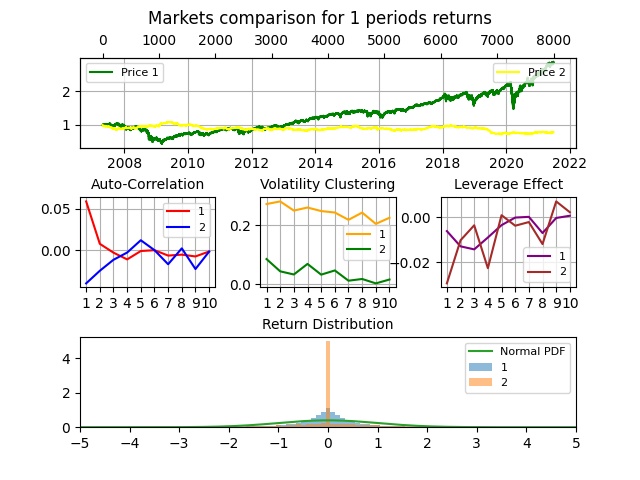 Markets comparison for 1 periods returns
0 1000 2000 3000 4000 5000 6000 7000 8000
Price 1
Price 2
2
1
2008 2010 2012 2014 2016 2018 2020 2022
Auto-Correlation
0.05
0.00
1
2
1 2 3 4 5 6 7 8 9 10
Volatility Clustering
0.2
0.0
1
2
1 2 3 4 5 6 7 8 9 10
Leverage Effect
0.00
−0.02
1
2
1 2 3 4 5 6 7 8 9 10
Return Distribution
4
2
0
Normal PDF
1
2
−5 −4 −3 −2 −1 0 1 2 3 4 5